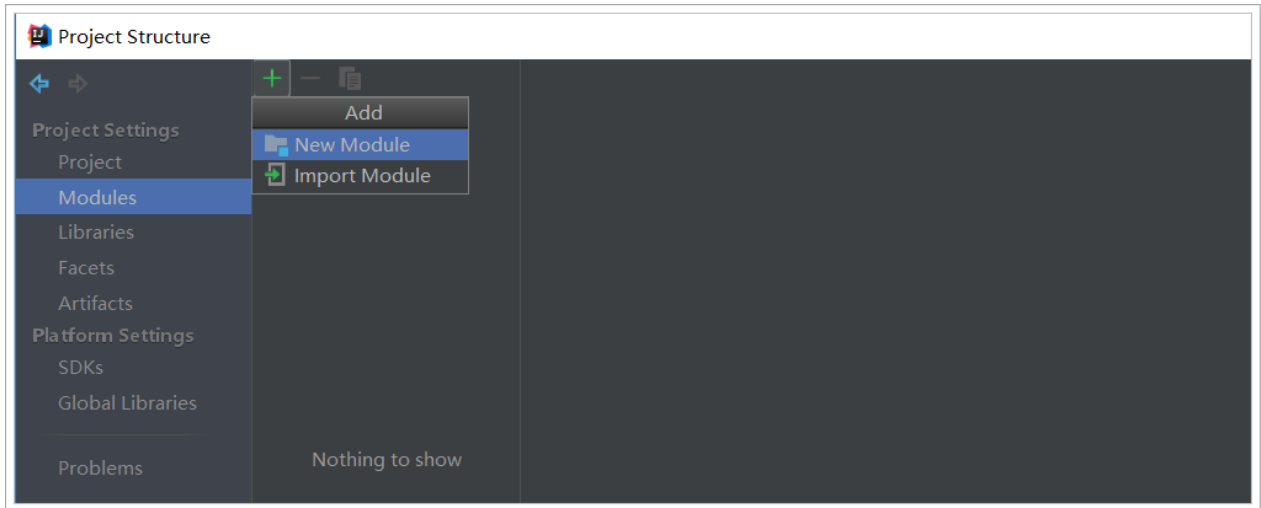 Project Structure
Project Settings
Project
Modules
Libraries
Facets
Artifacts
Platform Settings
SDKs
Global Libraries
Problems
Add
New Module
Import Module
Nothing to show